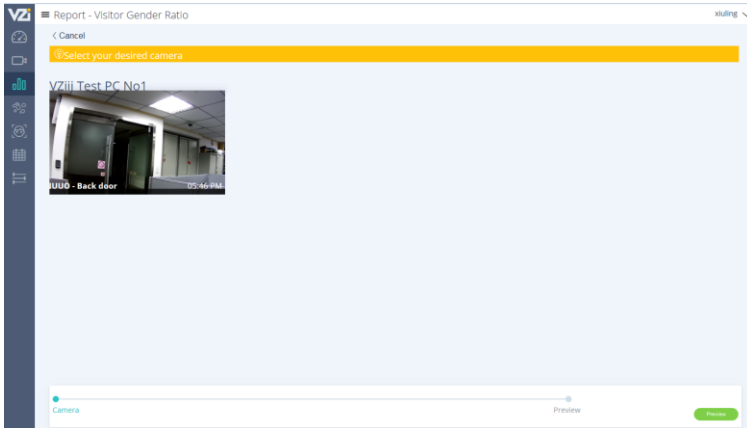 VZi
Report - Visitor Gender Ratio
xiuling
Cancel
Select your desired camera
VZiii Test PC No1
IUUO - Back door
05:46 PM
Camera
Preview
Preview